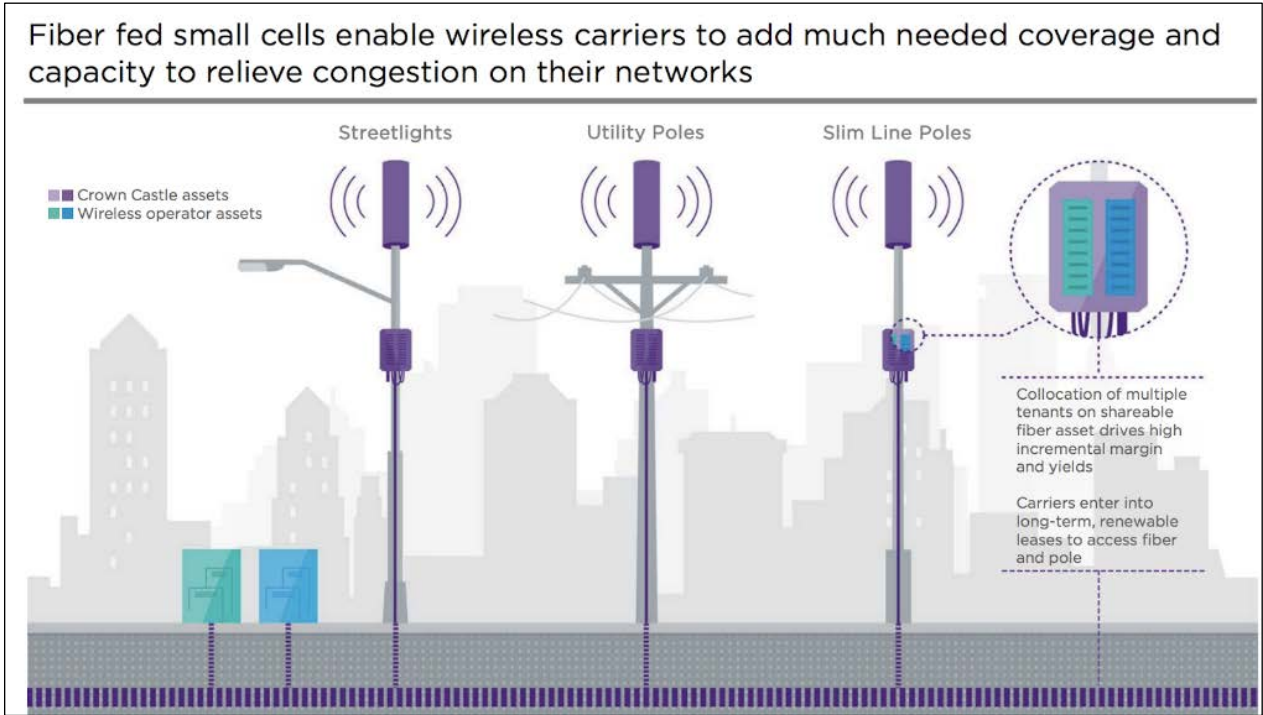 Fiber fed small cells enable wireless carriers to add much needed coverage and
capacity to relieve congestion on their networks
Streetlights
Utility Poles
Slim Line Poles
Crown Castle assets
Wireless operator assets
Collocation of multiple
tenants on shareable
fiber asset drives high
incremental margin
and yields
Carriers enter into
long-term, renewable
leases to access fiber
and pole